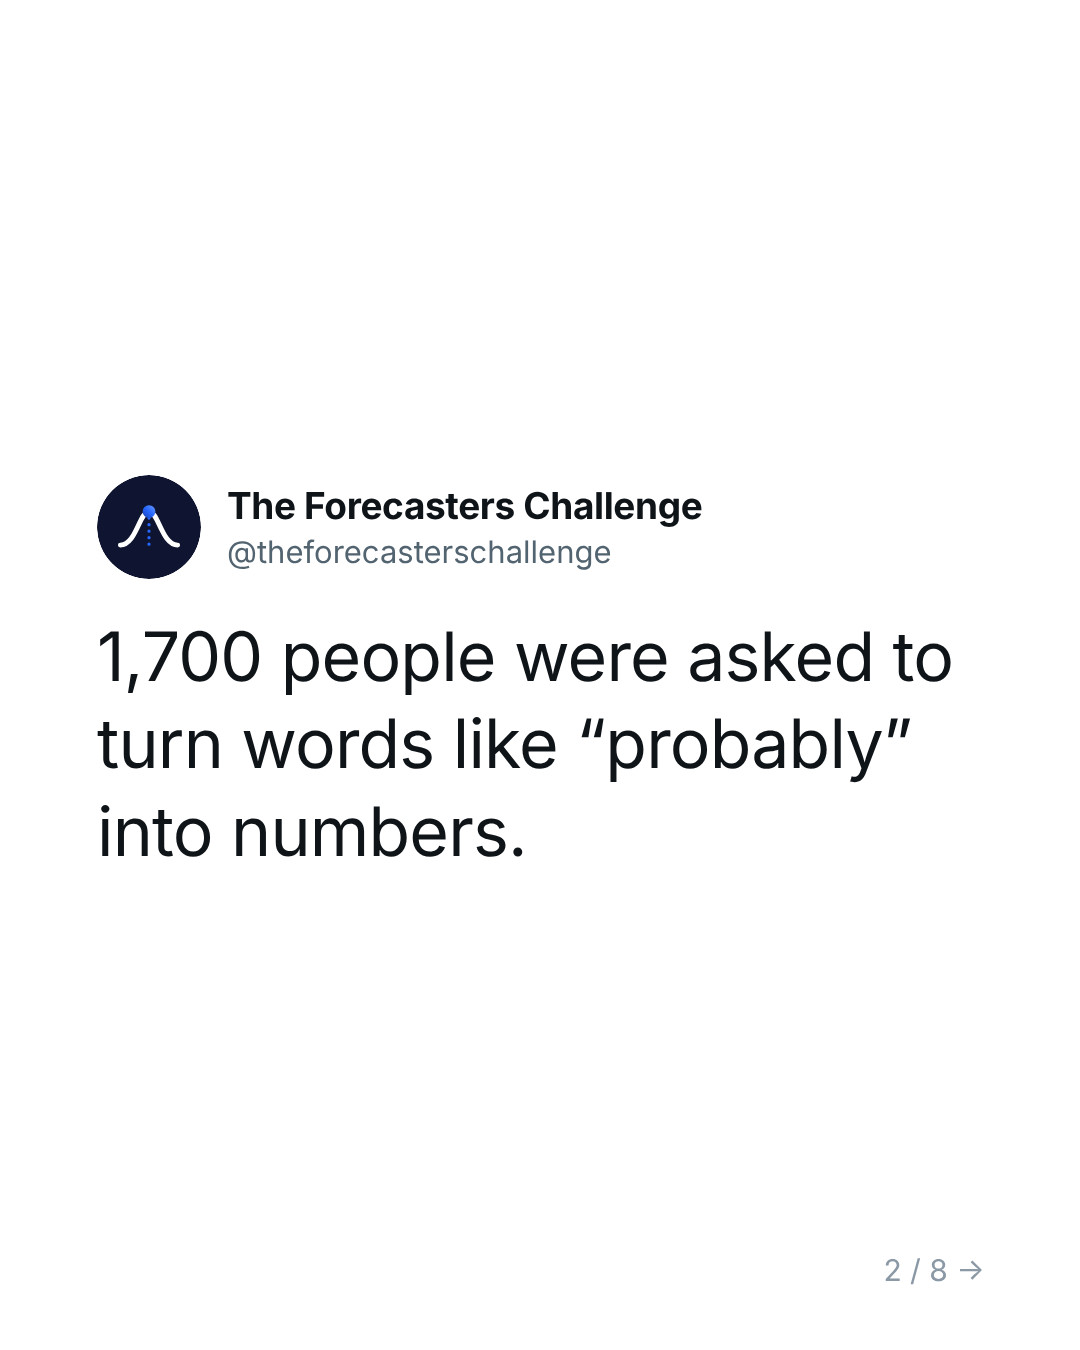 The Forecasters Challenge
@theforecasterschallenge
1,700 people were asked to
turn words like “probably”
into numbers.
2 / 8 →